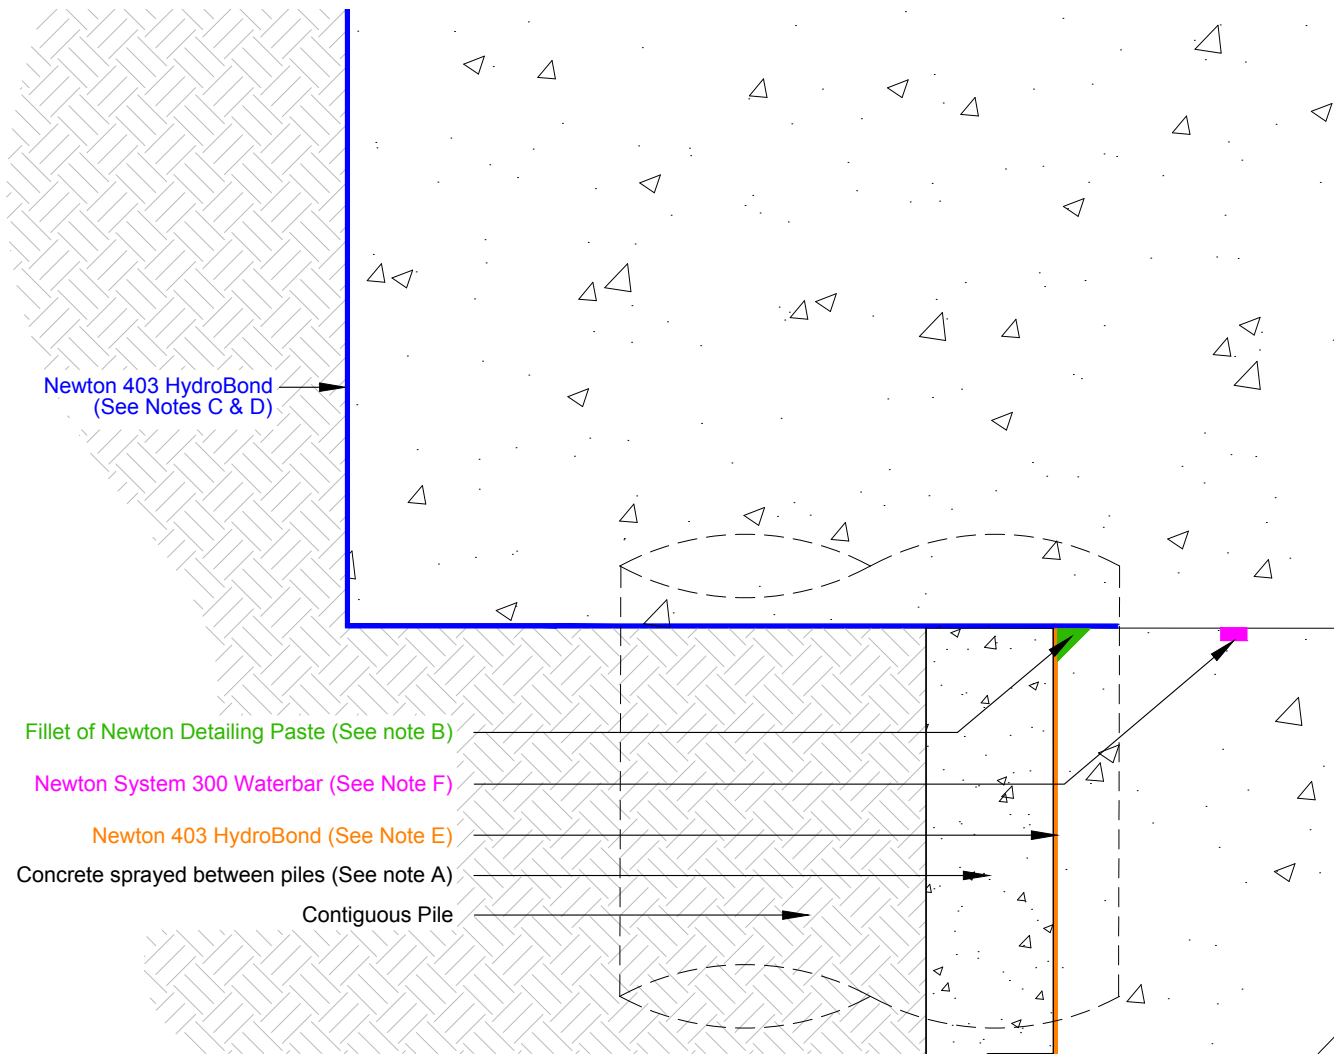 Newton 403 HydroBond
(See Notes C & D)
Fillet of Newton Detailing Paste (See note B)
Newton System 300 Waterbar (See Note F)
Newton 403 HydroBond (See Note E)
Concrete sprayed between piles (See note A)
Contiguous Pile